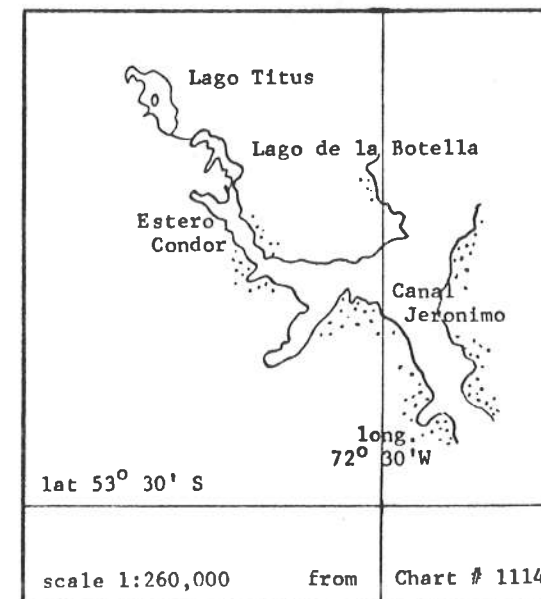 Lago Titus
Lago de la Botella
Estero
Condor
Canal
Jeronimo
long.
72° 30'W
lat 53° 30' S
scale 1:260,000 from Chart # 1114